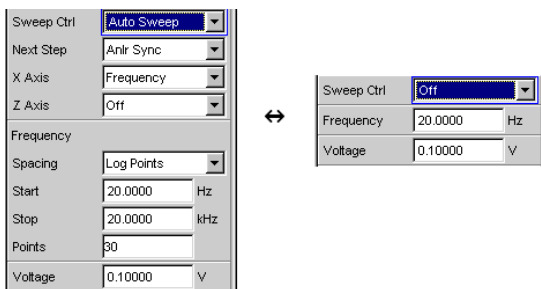 Sweep Ctrl Auto Sweep
Next Step Anlr Sync
X Axis Frequency
Z Axis Off
Frequency
Spacing Log Points
Start 20.0000 Hz
Stop 20.0000 kHz
Points 30
Voltage 0.10000 V
↔
Sweep Ctrl Off
Frequency 20.0000 Hz
Voltage 0.10000 V